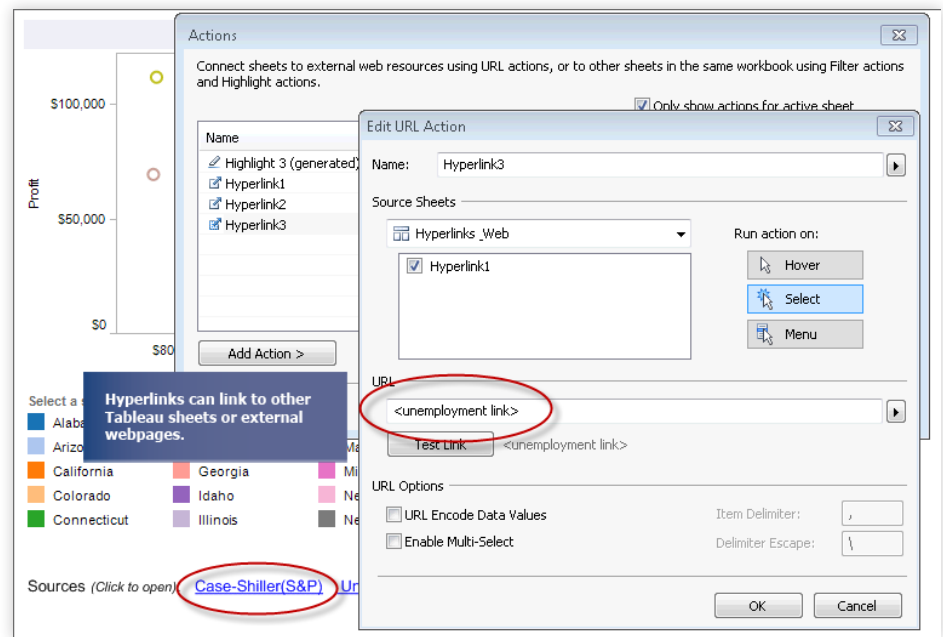 Actions
Connect sheets to external web resources using URL actions, or to other sheets in the same workbook using Filter actions
and Highlight actions.
Only show actions for active sheet
Name
Highlight 3 (generated)
Hyperlink1
Hyperlink2
Hyperlink3
Add Action >
Edit URL Action
Name: Hyperlink3
Source Sheets
Hyperlinks _Web
Hyperlink1
Run action on:
Hover
Select
Menu
URL
<unemployment link>
Test Link <unemployment link>
URL Options
URL Encode Data Values
Enable Multi-Select
Item Delimiter: ,
Delimiter Escape: \
OK Cancel
Profit
$100,000
$50,000
$0
$80
Hyperlinks can link to other
Tableau sheets or external
webpages.
Select a
California Georgia
Colorado Idaho
Connecticut Illinois
Sources (Click to open) Case-Shiller(S&P)